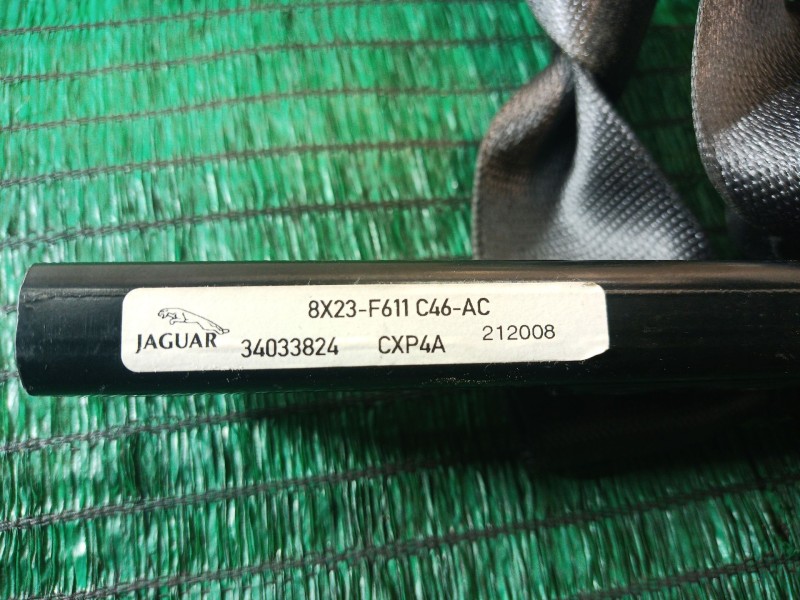 8X23-F611 C46-AC
JAGUAR 34033824 CXP4A 212008